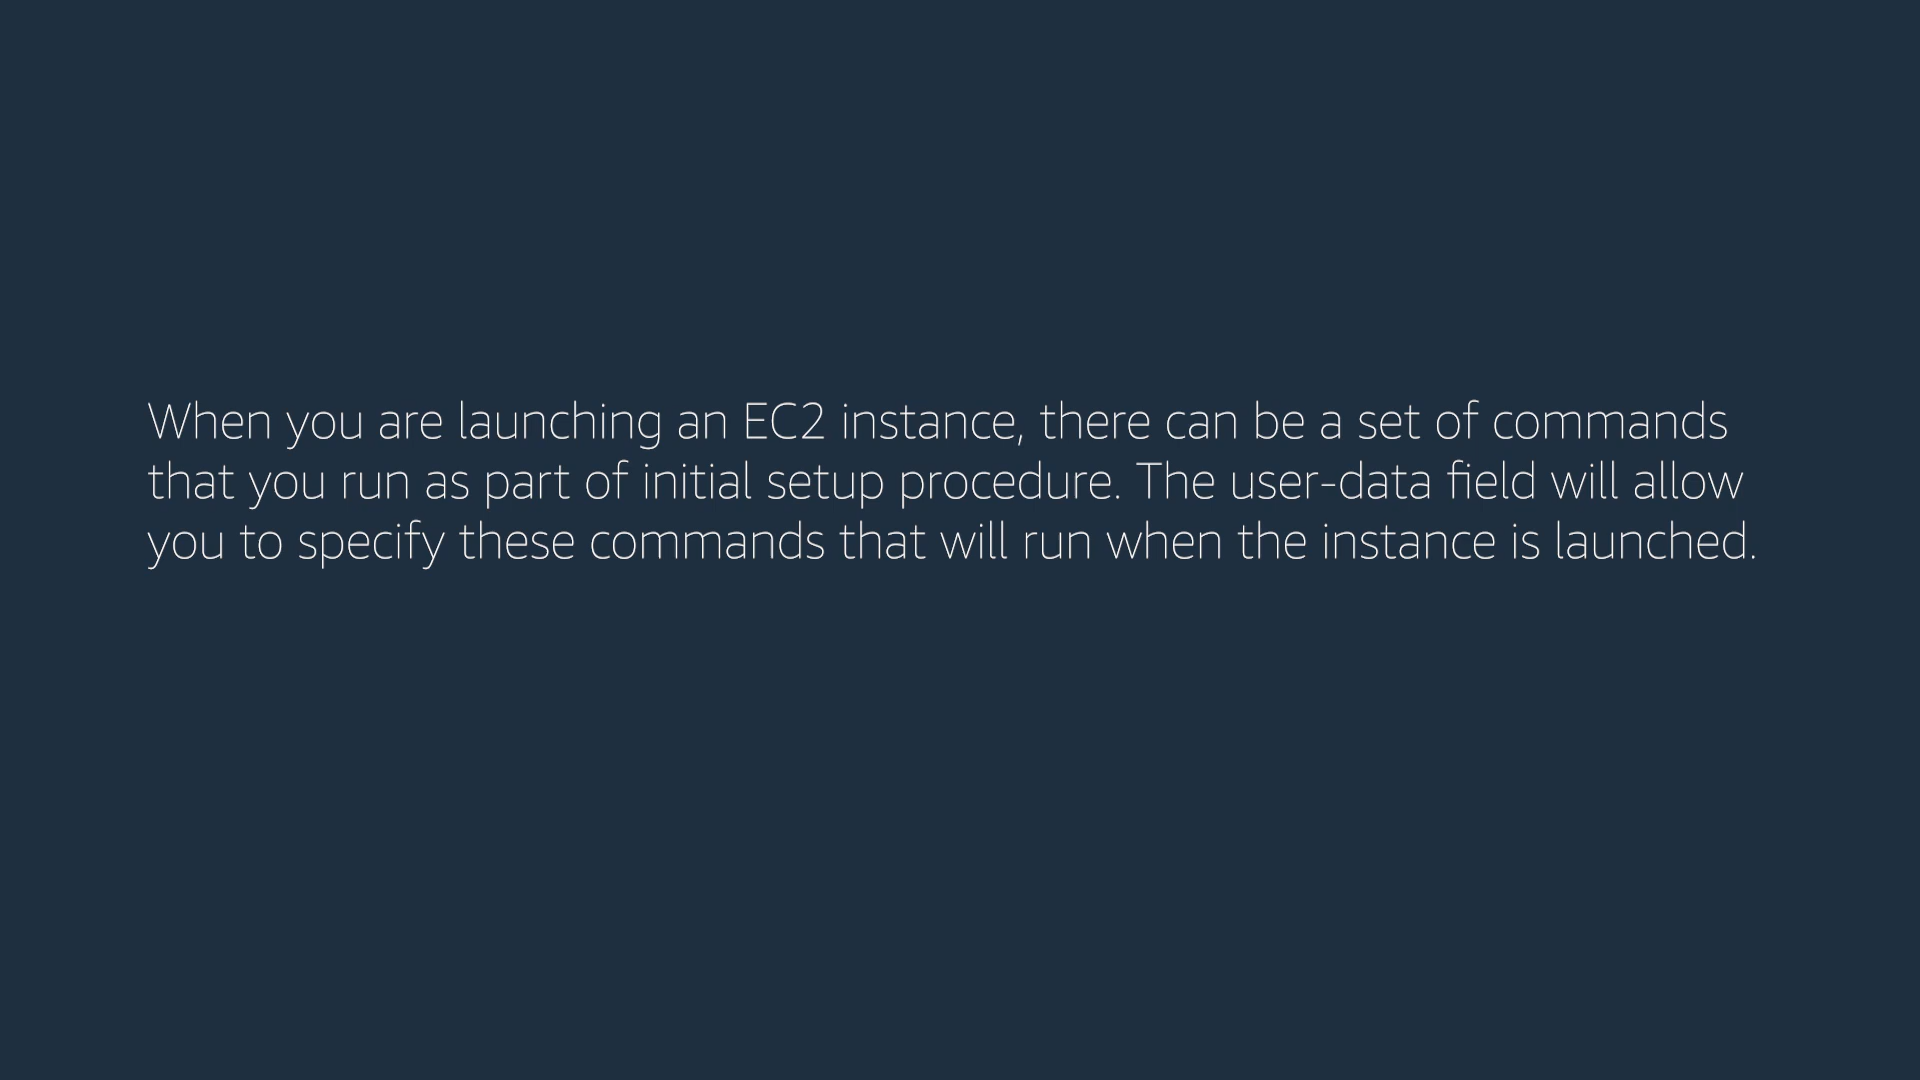 When you are launching an EC2 instance, there can be a set of commands
that you run as part of initial setup procedure. The user-data field will allow
you to specify these commands that will run when the instance is launched.